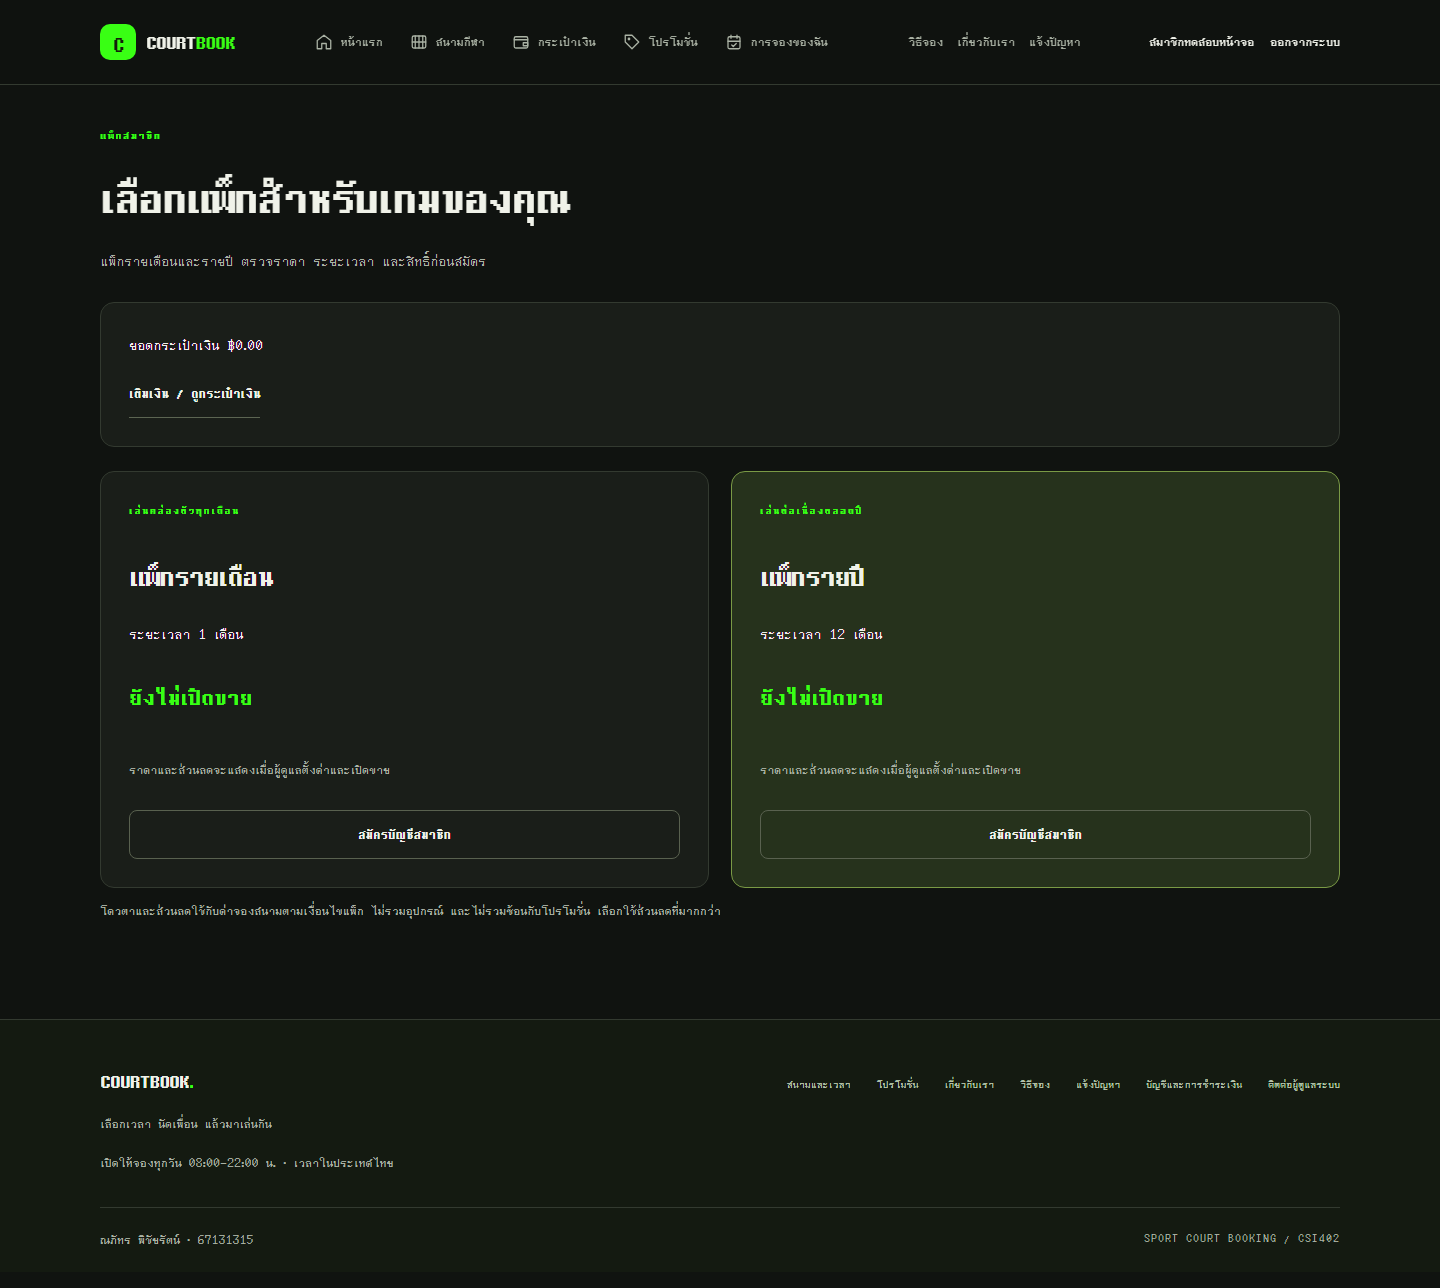 C COURTBOOK หน้าแรก สนามกีฬา กระเป๋าเงิน โปรโมชั่น การจองของฉัน วิธีจอง เกี่ยวกับเรา แจ้งปัญหา สมาชิกทดสอบหน้าจอ ออกจากระบบ
แพ็กสมาชิก
เลือกแพ็กสำหรับเกมของคุณ
แพ็กรายเดือนและรายปี ตรวจราคา ระยะเวลา และสิทธิ์ก่อนสมัคร
ยอดกระเป๋าเงิน ฿0.00
เติมเงิน / ดูกระเป๋าเงิน
เล่นคล่องตัวทุกเดือน
แพ็กรายเดือน
ระยะเวลา 1 เดือน
ยังไม่เปิดขาย
ราคาและส่วนลดจะแสดงเมื่อผู้ดูแลตั้งค่าและเปิดขาย
สมัครบัญชีสมาชิก
เล่นต่อเนื่องตลอดปี
แพ็กรายปี
ระยะเวลา 12 เดือน
ยังไม่เปิดขาย
ราคาและส่วนลดจะแสดงเมื่อผู้ดูแลตั้งค่าและเปิดขาย
สมัครบัญชีสมาชิก
โควตาและส่วนลดใช้กับค่าจองสนามตามเงื่อนไขแพ็ก ไม่รวมอุปกรณ์ และไม่รวมซ้อนกับโปรโมชั่น เลือกใช้ส่วนลดที่มากกว่า
COURTBOOK.
เลือกเวลา นัดเพื่อน แล้วมาเล่นกัน
เปิดให้จองทุกวัน 08:00–22:00 น. · เวลาในประเทศไทย
สนามและเวลา โปรโมชั่น เกี่ยวกับเรา วิธีจอง แจ้งปัญหา บัญชีและการชำระเงิน ติดต่อผู้ดูแลระบบ
ณภัทร พิชัยรัตน์ · 67131315
SPORT COURT BOOKING / CSI402